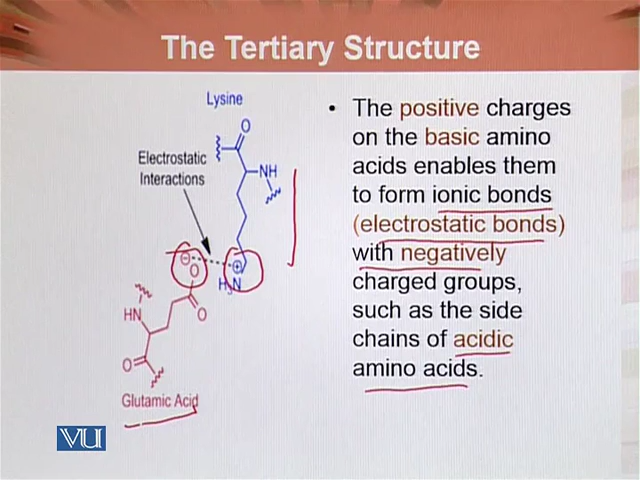 The Tertiary Structure
Lysine
O
NH
Electrostatic
Interactions
⊖
⊕
O
H₃N
O
HN
O
Glutamic Acid
• The positive charges
on the basic amino
acids enables them
to form ionic bonds
(electrostatic bonds)
with negatively
charged groups,
such as the side
chains of acidic
amino acids.
VU